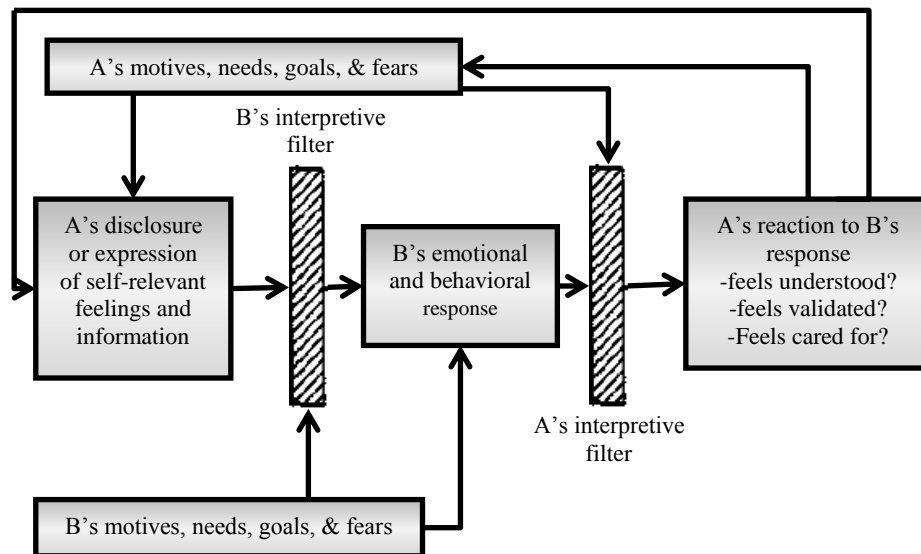 A's motives, needs, goals, & fears
B's interpretive
filter
A's disclosure
or expression
of self-relevant
feelings and
information
B's emotional
and behavioral
response
A's reaction to B's
response
-feels understood?
-feels validated?
-Feels cared for?
A's interpretive
filter
B's motives, needs, goals, & fears